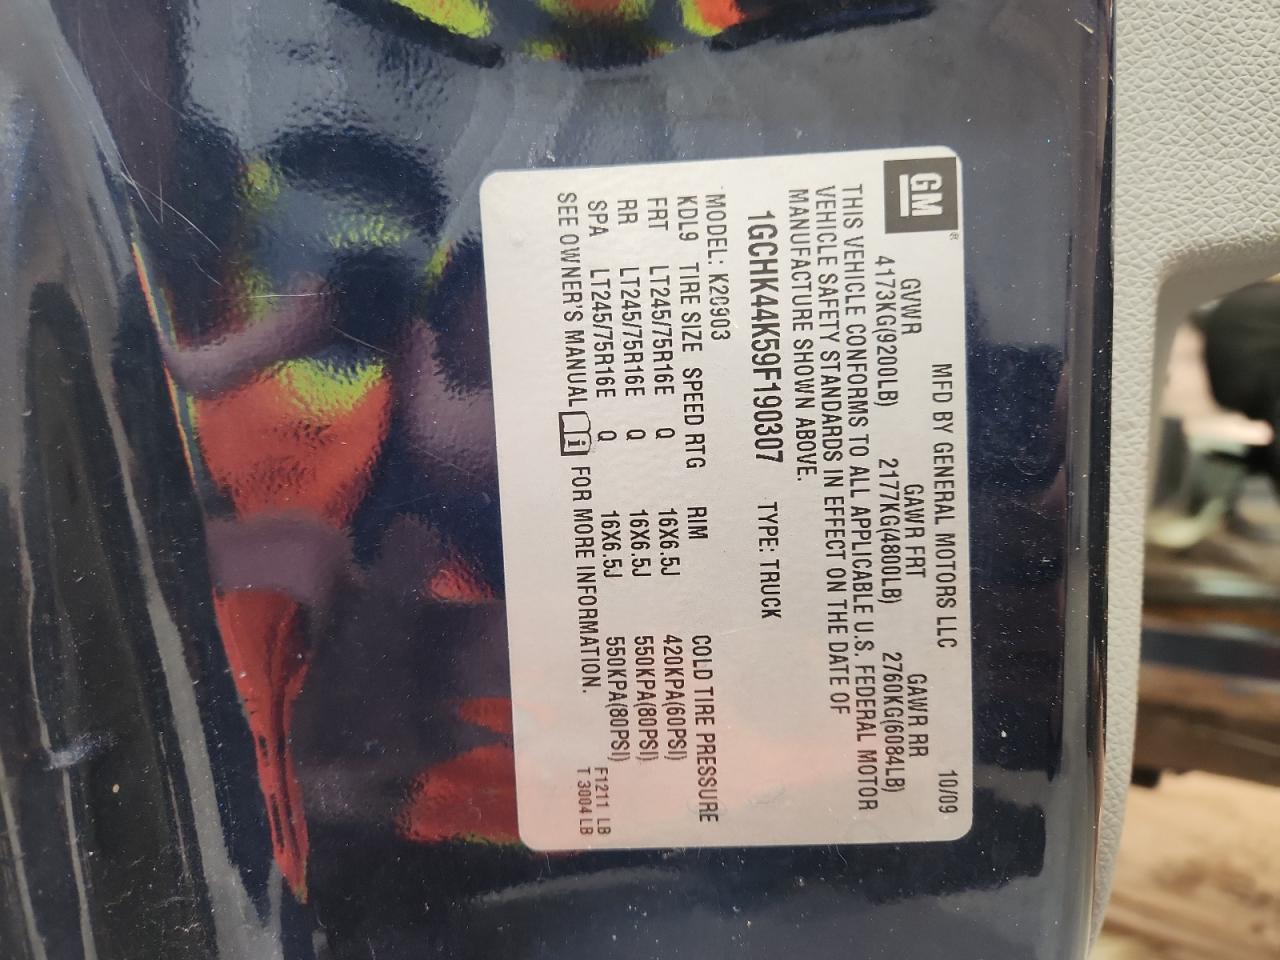 GM ®
MFD BY GENERAL MOTORS LLC 10/09
GVWR GAWR FRT GAWR RR
4173KG(9200LB) 2177KG(4800LB) 2760KG(6084LB)
THIS VEHICLE CONFORMS TO ALL APPLICABLE U.S. FEDERAL MOTOR
VEHICLE SAFETY STANDARDS IN EFFECT ON THE DATE OF
MANUFACTURE SHOWN ABOVE.
1GCHK44K59F190307 TYPE: TRUCK
MODEL: K20903
KDL9 TIRE SIZE SPEED RTG RIM COLD TIRE PRESSURE
FRT LT245/75R16E Q 16X6.5J 420KPA(60PSI)
RR LT245/75R16E Q 16X6.5J 550KPA(80PSI)
SPA LT245/75R16E Q 16X6.5J 550KPA(80PSI)
SEE OWNER'S MANUAL i FOR MORE INFORMATION.
F1211 LB
T 3004 LB